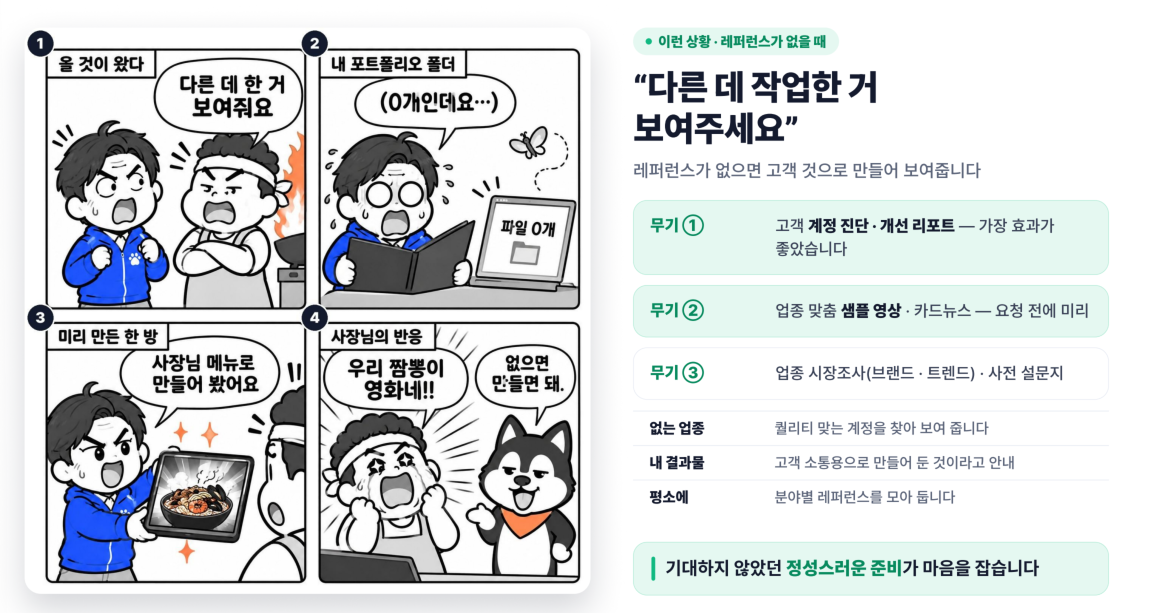 1
올 것이 왔다
다른 데 한 거
보여줘요
2
내 포트폴리오 폴더
(0개인데요…)
파일 0개
3
미리 만든 한 방
사장님 메뉴로
만들어 봤어요
4
사장님의 반응
우리 짬뽕이
영화네!!
없으면
만들면 돼.
이런 상황 · 레퍼런스가 없을 때
“다른 데 작업한 거
보여주세요”
레퍼런스가 없으면 고객 것으로 만들어 보여줍니다
무기① 고객 계정 진단 · 개선 리포트 — 가장 효과가
좋았습니다
무기② 업종 맞춤 샘플 영상 · 카드뉴스 — 요청 전에 미리
무기③ 업종 시장조사(브랜드 · 트렌드) · 사전 설문지
없는 업종 퀄리티 맞는 계정을 찾아 보여 줍니다
내 결과물 고객 소통용으로 만들어 둔 것이라고 안내
평소에 분야별 레퍼런스를 모아 둡니다
기대하지 않았던 정성스러운 준비가 마음을 잡습니다